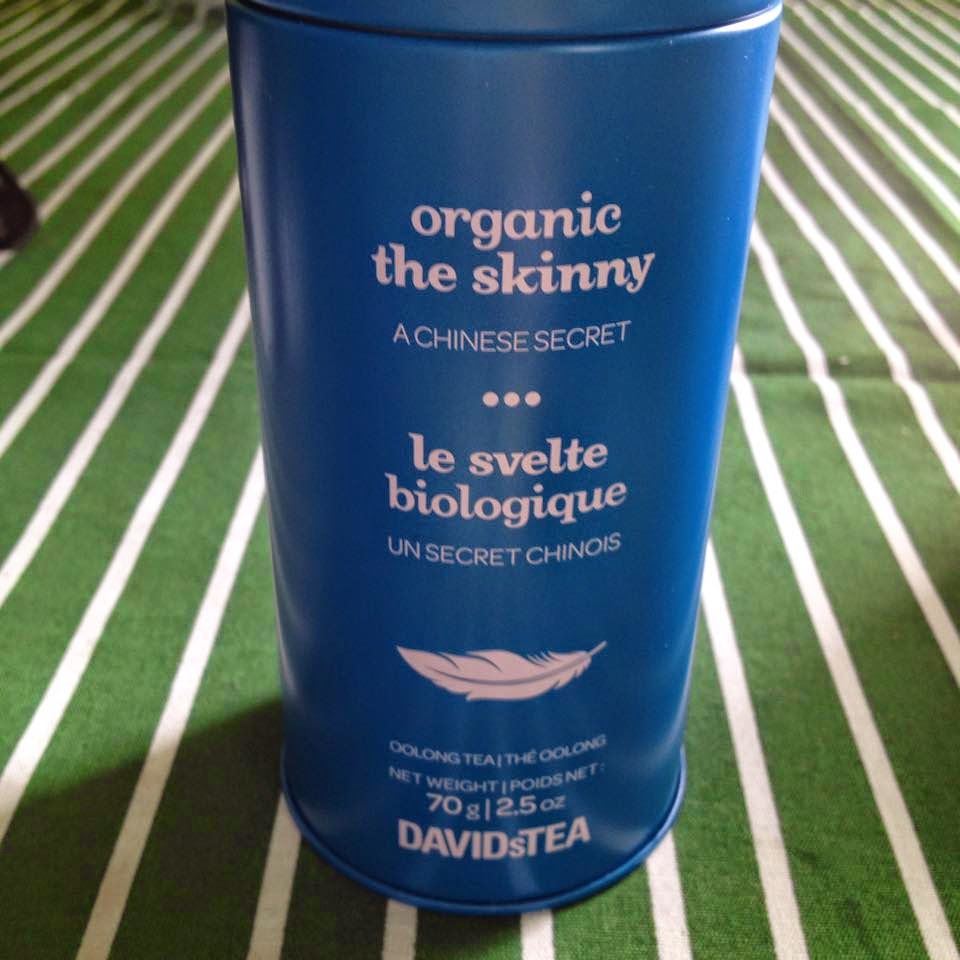 organic
the skinny
A CHINESE SECRET
•••
le svelte
biologique
UN SECRET CHINOIS
OOLONG TEA | THÉ OOLONG
NET WEIGHT | POIDS NET :
70 g | 2.5 oz
DAVIDsTEA